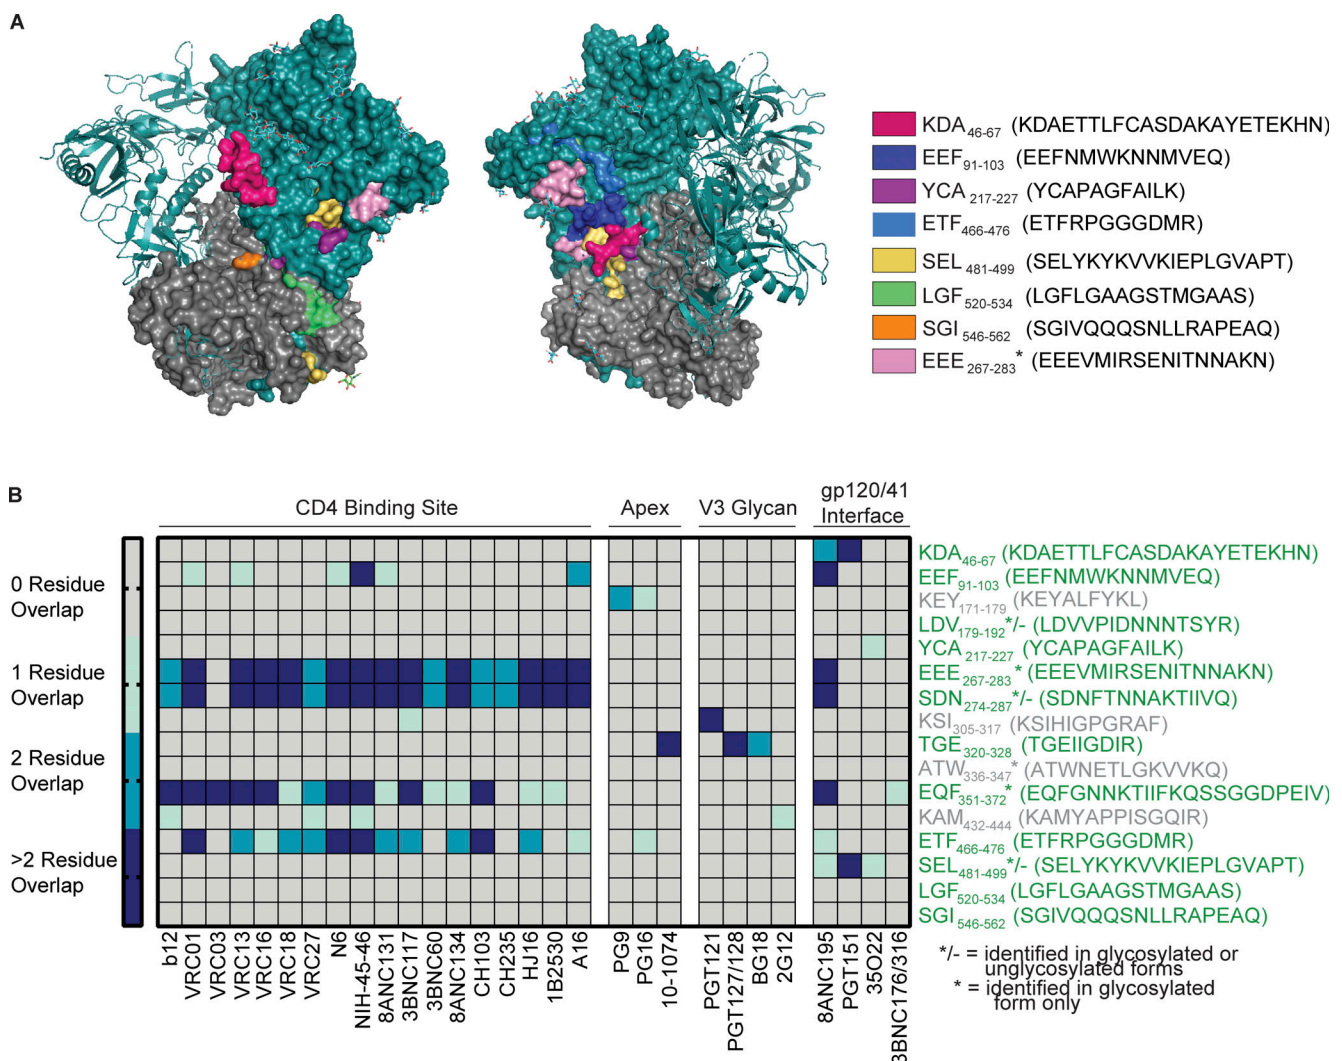 A
KDA46-67 (KDAETTLFCASDAKAYETEKHN)
EEF91-103 (EEFNMWKNNMVEQ)
YCA217-227 (YCAPAGFAILK)
ETF466-476 (ETFRPGGGDMR)
SEL481-499 (SELYKYKVVKIEPLGVAPT)
LGF520-534 (LGFLGAAGSTMGAAS)
SGI546-562 (SGIVQQQSNLLRAPEAQ)
EEE267-283* (EEEVMIRSENITNNAKN)
B
CD4 Binding Site
Apex
V3 Glycan
gp120/41
Interface
0 Residue
Overlap
1 Residue
Overlap
2 Residue
Overlap
>2 Residue
Overlap
KDA46-67 (KDAETTLFCASDAKAYETEKHN)
EEF91-103 (EEFNMWKNNMVEQ)
KEY171-179 (KEYALFYKL)
LDV179-192*/- (LDVVPIDNNNTSYR)
YCA217-227 (YCAPAGFAILK)
EEE267-283* (EEEVMIRSENITNNAKN)
SDN274-287*/- (SDNFTNNAKTIIVQ)
KSI305-317 (KSIHIGPGRAF)
TGE320-328 (TGEIIGDIR)
ATW336-347* (ATWNETLGKVVKQ)
EQF351-372* (EQFGNNKTIIFKQSSGGDPEIV)
KAM432-444 (KAMYAPPISGQIR)
ETF466-476 (ETFRPGGGDMR)
SEL481-499*/- (SELYKYKVVKIEPLGVAPT)
LGF520-534 (LGFLGAAGSTMGAAS)
SGI546-562 (SGIVQQQSNLLRAPEAQ)
b12
VRC01
VRC03
VRC13
VRC16
VRC18
VRC27
N6
NIH-45-46
8ANC131
3BNC117
3BNC60
8ANC134
CH103
CH235
HJ16
1B2530
A16
PG9
PG16
10-1074
PGT121
PGT127/128
BG18
2G12
8ANC195
PGT151
35O22
3BNC176/316
*/- = identified in glycosylated or
unglycosylated forms
* = identified in glycosylated
form only